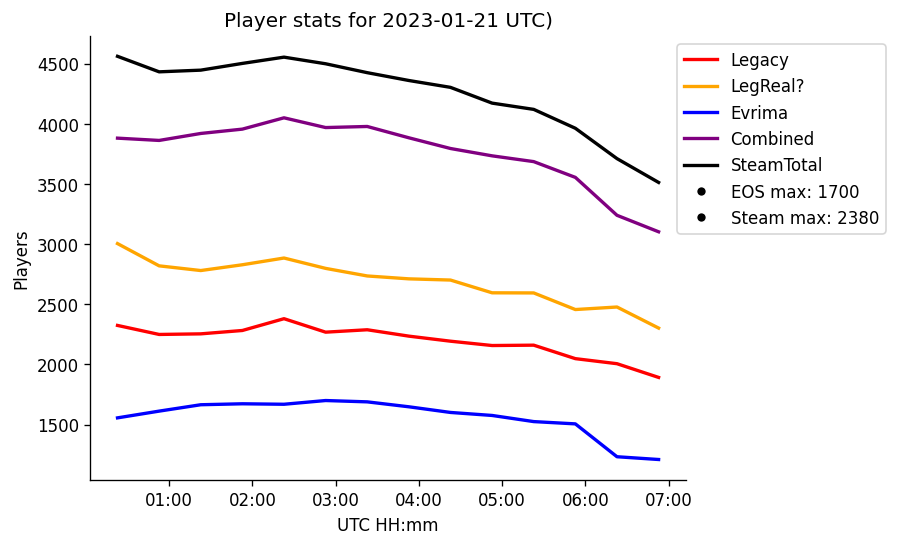 Player stats for 2023-01-21 UTC)
Legacy
LegReal?
Evrima
Combined
SteamTotal
EOS max: 1700
Steam max: 2380
Players
4500
4000
3500
3000
2500
2000
1500
01:00 02:00 03:00 04:00 05:00 06:00 07:00
UTC HH:mm